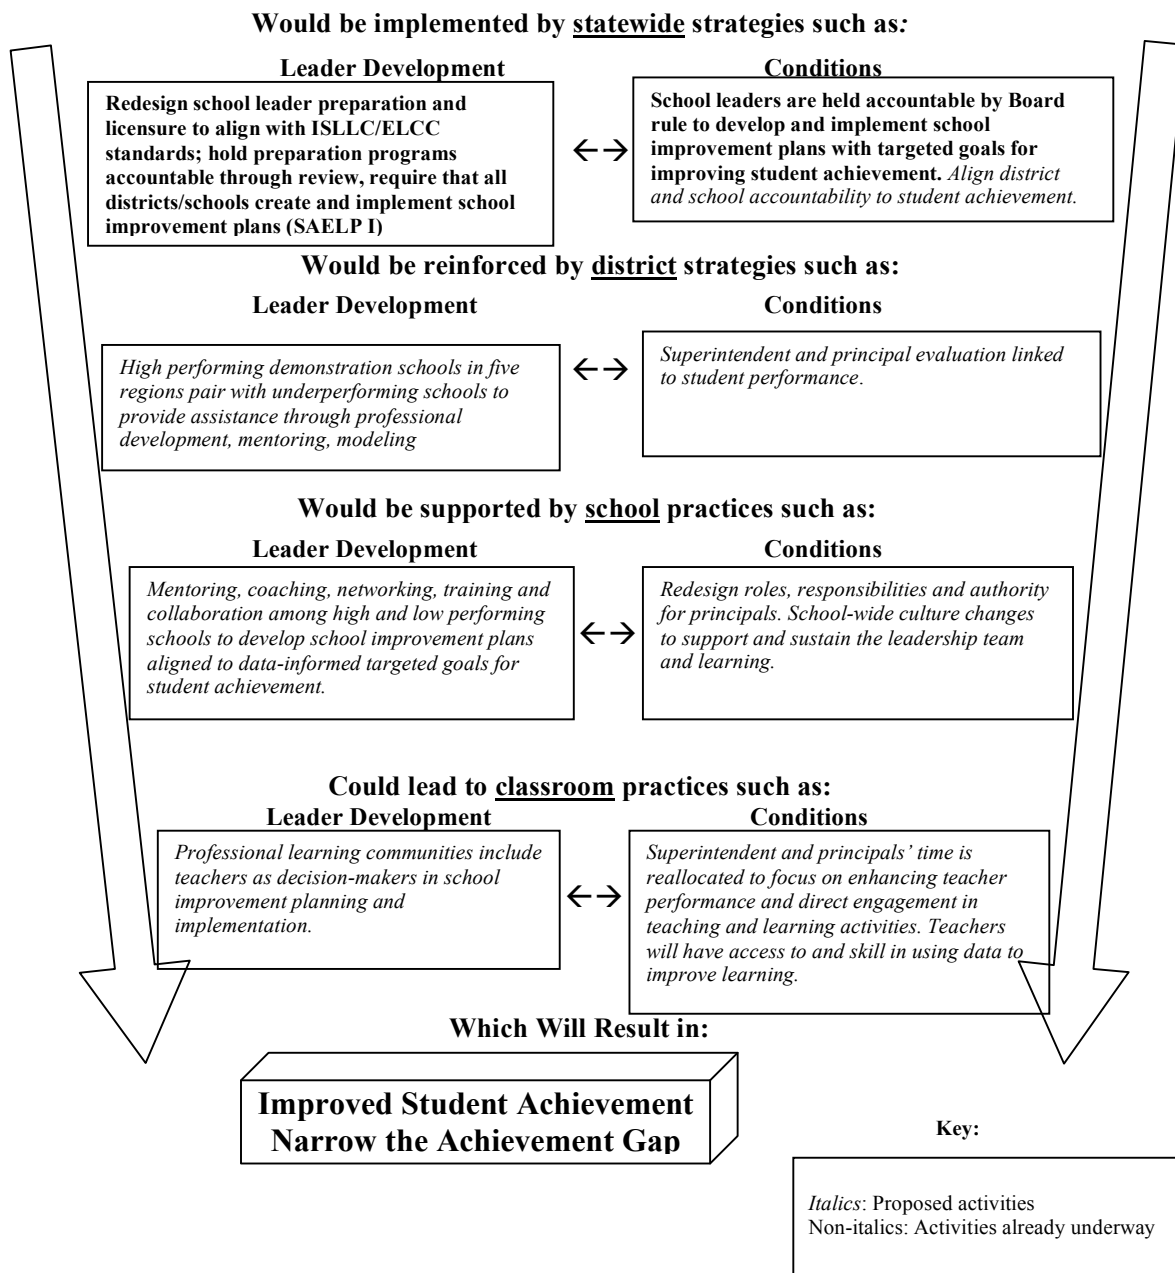 Would be implemented by statewide strategies such as:
Leader Development
Conditions
Redesign school leader preparation and
licensure to align with ISLLC/ELCC
standards; hold preparation programs
accountable through review, require that all
districts/schools create and implement school
improvement plans (SAELP I)
School leaders are held accountable by Board
rule to develop and implement school
improvement plans with targeted goals for
improving student achievement. Align district
and school accountability to student achievement.
Would be reinforced by district strategies such as:
Leader Development
Conditions
High performing demonstration schools in five
regions pair with underperforming schools to
provide assistance through professional
development, mentoring, modeling
Superintendent and principal evaluation linked
to student performance.
Would be supported by school practices such as:
Leader Development
Conditions
Mentoring, coaching, networking, training and
collaboration among high and low performing
schools to develop school improvement plans
aligned to data-informed targeted goals for
student achievement.
Redesign roles, responsibilities and authority
for principals. School-wide culture changes
to support and sustain the leadership team
and learning.
Could lead to classroom practices such as:
Leader Development
Conditions
Professional learning communities include
teachers as decision-makers in school
improvement planning and
implementation.
Superintendent and principals' time is
reallocated to focus on enhancing teacher
performance and direct engagement in
teaching and learning activities. Teachers
will have access to and skill in using data to
improve learning.
Which Will Result in:
Improved Student Achievement
Narrow the Achievement Gap
Key:
Italics: Proposed activities
Non-italics: Activities already underway